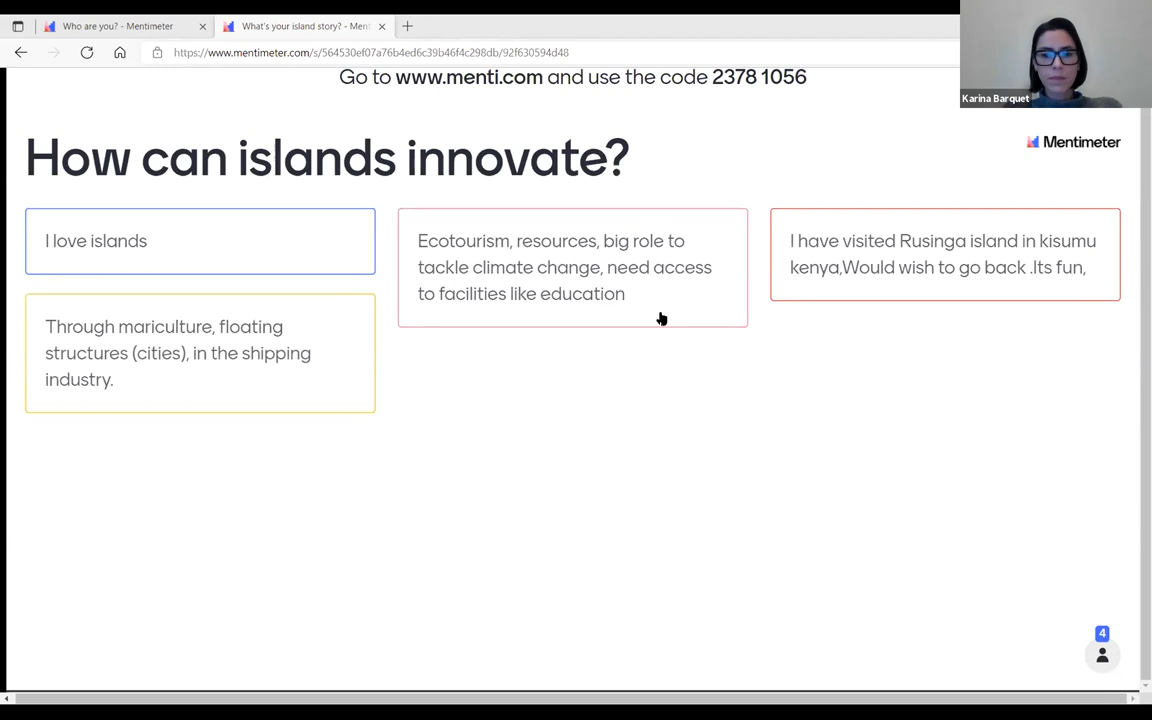 Who are you? - Mentimeter
What's your island story? - Ment
https://www.mentimeter.com/s/564530ef07a76b4ed6c39b46f4c298db/92f630594d48
Karina Barquet
Go to www.menti.com and use the code 2378 1056
Mentimeter
How can islands innovate?
I love islands
Ecotourism, resources, big role to
tackle climate change, need access
to facilities like education
I have visited Rusinga island in kisumu
kenya,Would wish to go back .Its fun,
Through mariculture, floating
structures (cities), in the shipping
industry.
4